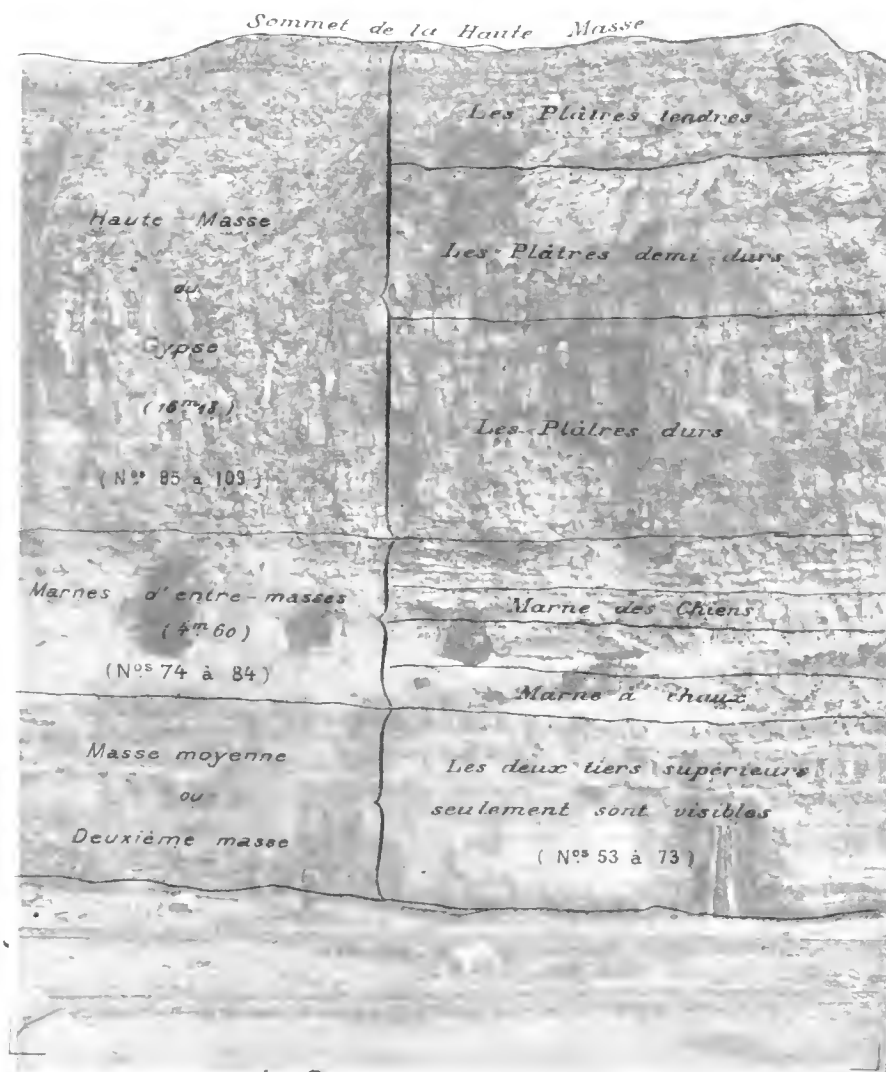 Sommet de la Haute Masse
Haute Masse
du
Gypse
(16m18)
(Nos 85 à 109)
Les Plâtres tendres
Les Plâtres demi durs
Les Plâtres durs
Marnes d'entre-masses
(4m60)
(Nos 74 à 84)
Marne des Chiens
Marne à chaux
Masse moyenne
ou
Deuxième masse
Les deux tiers supérieurs
seulement sont visibles
(Nos 53 à 73)